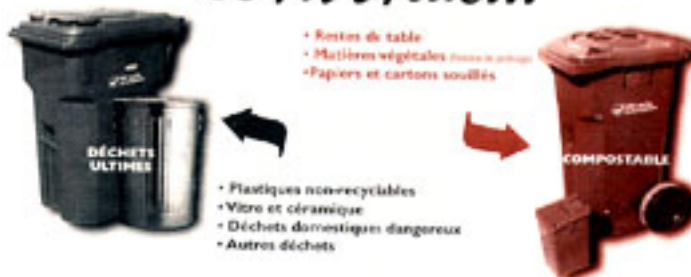 • Restes de table
• Matières végétales
• Papiers et cartons souillés
DÉCHETS
ULTIMES
COMPOSTABLE
• Plastiques non-recyclables
• Vitre et céramique
• Déchets domestiques dangereux
• Autres déchets